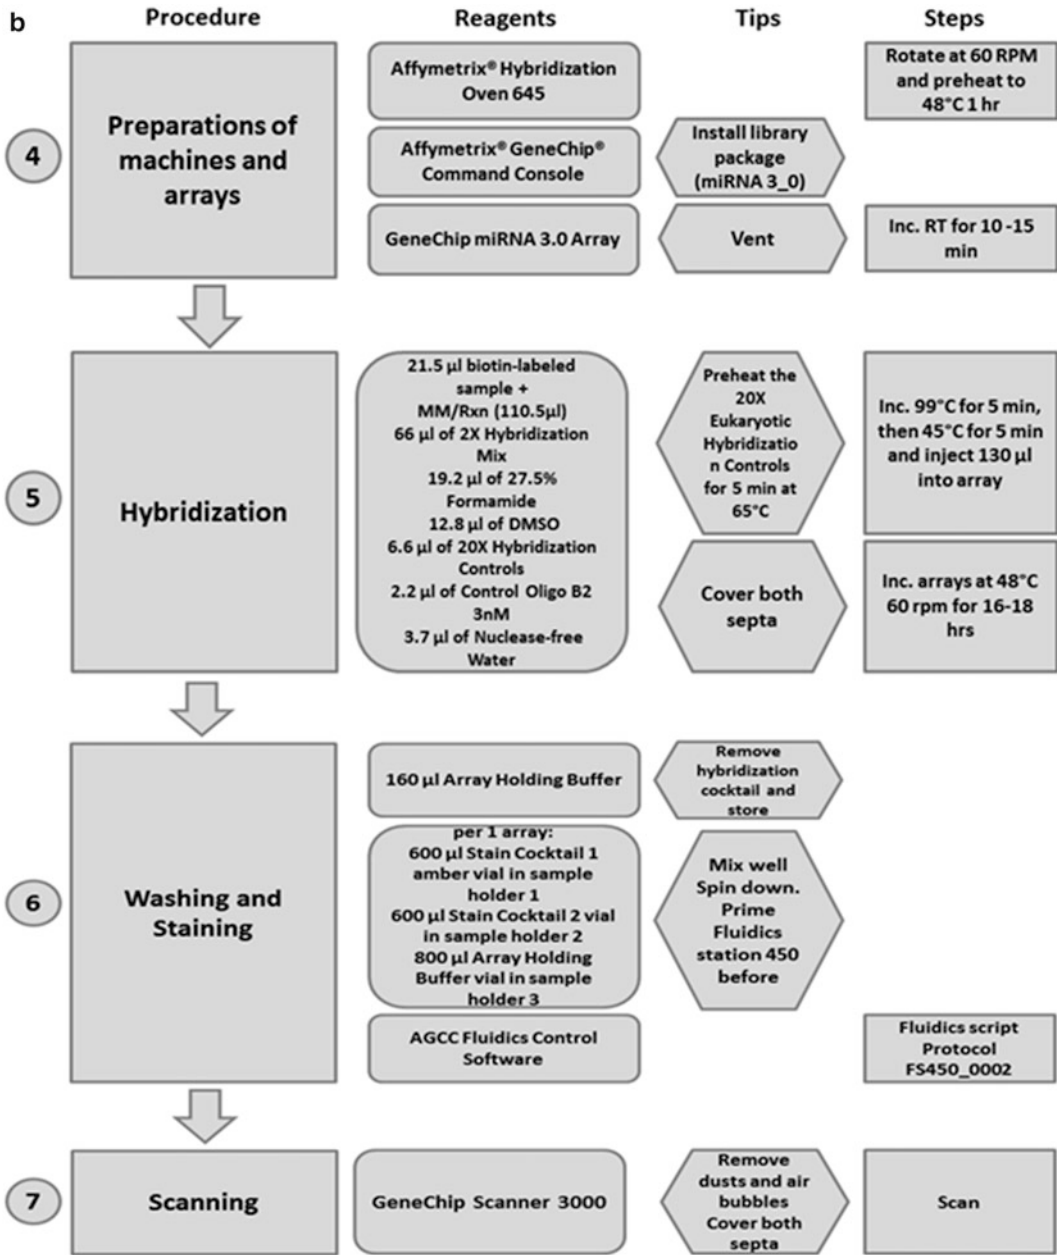 b
Procedure
Reagents
Tips
Steps
4
Preparations of
machines and
arrays
Affymetrix® Hybridization
Oven 645
Rotate at 60 RPM
and preheat to
48°C 1 hr
Affymetrix® GeneChip®
Command Console
Install library
package
(miRNA 3_0)
GeneChip miRNA 3.0 Array
Vent
Inc. RT for 10 -15
min
5
Hybridization
21.5 µl biotin-labeled
sample +
MM/Rxn (110.5µl)
66 µl of 2X Hybridization
Mix
19.2 µl of 27.5%
Formamide
12.8 µl of DMSO
6.6 µl of 20X Hybridization
Controls
2.2 µl of Control Oligo B2
3nM
3.7 µl of Nuclease-free
Water
Preheat the
20X
Eukaryotic
Hybridizatio
n Controls
for 5 min at
65°C
Inc. 99°C for 5 min,
then 45°C for 5 min
and inject 130 µl
into array
Cover both
septa
Inc. arrays at 48°C
60 rpm for 16-18
hrs
6
Washing and
Staining
160 µl Array Holding Buffer
Remove
hybridization
cocktail and
store
per 1 array:
600 µl Stain Cocktail 1
amber vial in sample
holder 1
600 µl Stain Cocktail 2 vial
in sample holder 2
800 µl Array Holding
Buffer vial in sample
holder 3
Mix well
Spin down.
Prime
Fluidics
station 450
before
AGCC Fluidics Control
Software
Fluidics script
Protocol
FS450_0002
7
Scanning
GeneChip Scanner 3000
Remove
dusts and air
bubbles
Cover both
septa
Scan